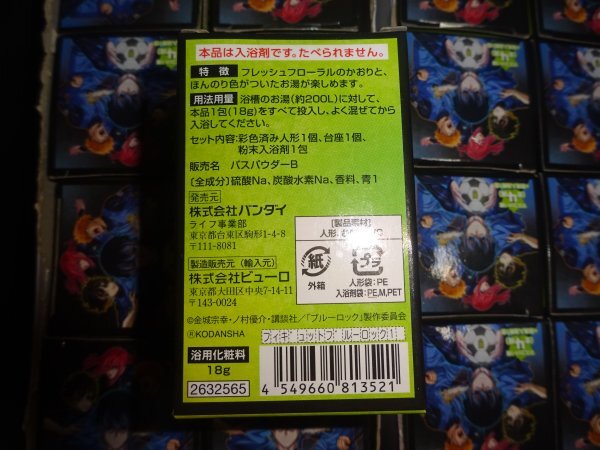 本品は入浴剤です。たべられません。
特徴 フレッシュフローラルのかおりと、
ほんのり色がついたお湯が楽しめます。
用法用量 浴槽のお湯(約200L)に対して、
本品1包(18g)をすべて投入し、よく混ぜてから
入浴してください。
セット内容:彩色済み人形1個、台座1個、
粉末入浴剤1包
販売名 バスパウダーB
〔全成分〕硫酸Na、炭酸水素Na、香料、青1
発売元
株式会社バンダイ
ライフ事業部
東京都台東区駒形1-4-8
〒111-8081
製造販売元(輸入元)
株式会社ピューロ
東京都大田区中央7-14-11
〒143-0024
【製品素材】
人形
紙
外箱
プラ
人形袋:PE
入浴剤袋:PE,M,PET
©金城宗幸・ノ村優介・講談社/「ブルーロック」製作委員会
ⓇKODANSHA
浴用化粧料
18g
2632565
4 549660 813521